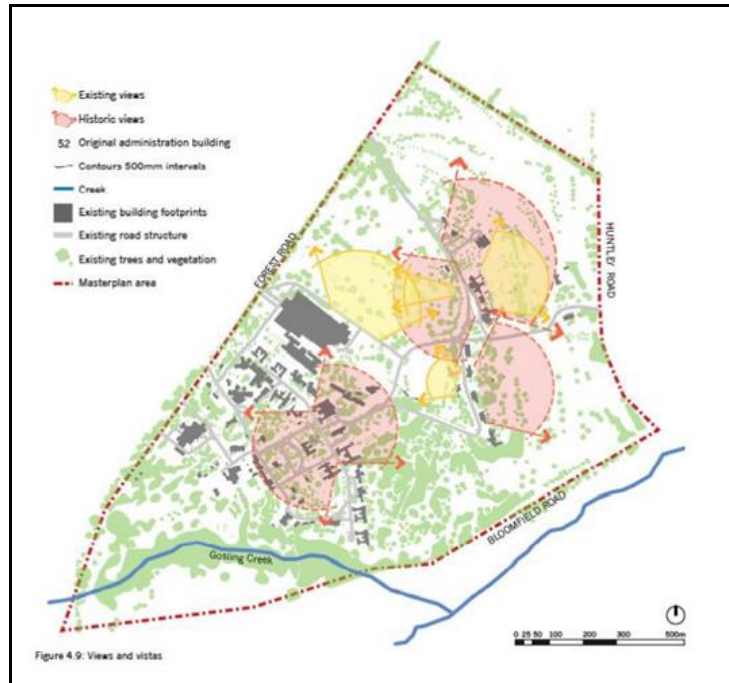 Existing views
Historic views
52 Original administration building
Contours 500mm intervals
Creek
Existing building footprints
Existing road structure
Existing trees and vegetation
Masterplan area
FOREST ROAD
HUNTLEY ROAD
BLOOMFIELD ROAD
Gosling Creek
0 25 50 100 200 300 500m
Figure 4.9: Views and vistas